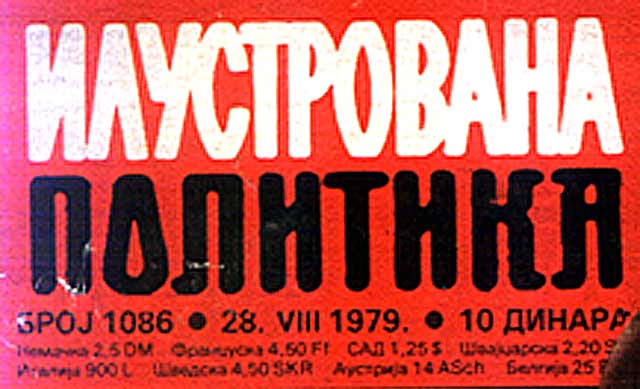 ИЛУСТРОВАНА
ПОЛИТИКА
БРОЈ 1086 • 28. VIII 1979. • 10 ДИНАРА
Немачка 2,5 DM Француска 4,50 Ff САД 1,25 $ Швајцарска 2,20
Италија 900 L Шведска 4,50 SKR Аустрија 14 ASch Белгија 25